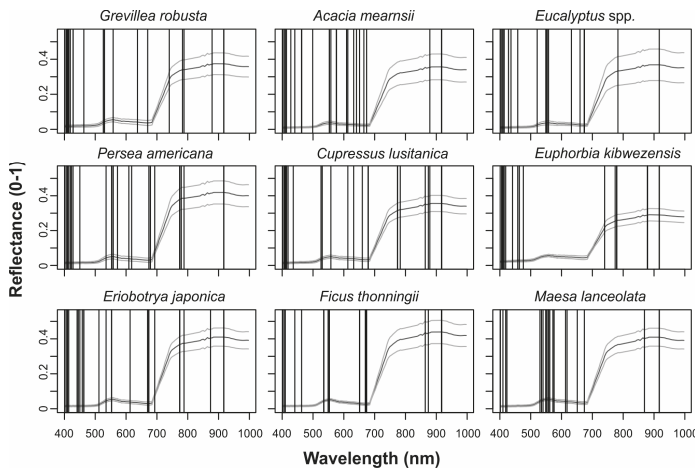 Grevillea robusta
Acacia mearnsii
Eucalyptus spp.
0.4
0.2
0
Persea americana
Cupressus lusitanica
Euphorbia kibwezensis
0.4
0.2
0
Eriobotrya japonica
Ficus thonningii
Maesa lanceolata
0.4
0.2
0
400 500 600 700 800 900 1000
400 500 600 700 800 900 1000
400 500 600 700 800 900 1000
Reflectance (0-1)
Wavelength (nm)